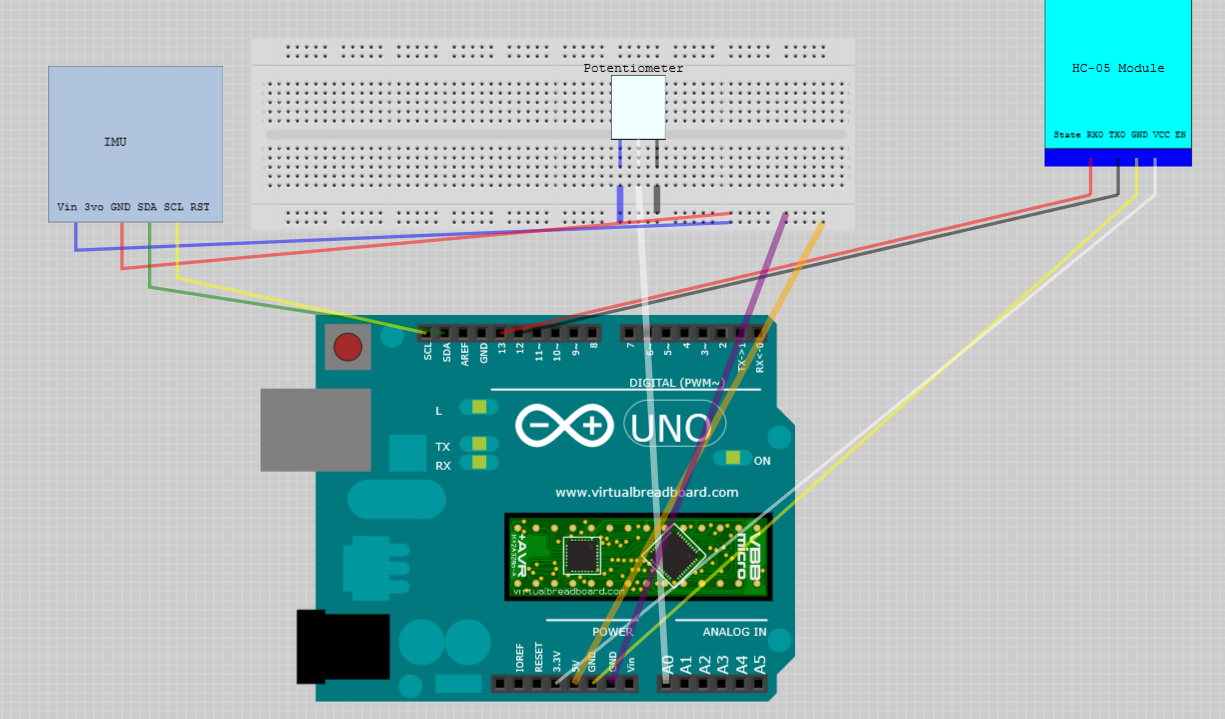 Potentiometer
HC-05 Module
State RXO TXO GND VCC EN
IMU
Vin 3vo GND SDA SCL RST
SCL SDA AREF GND 13 12 11~ 10~ 9~ 8 7 6~ 5~ 4 3~ 2 TX->1 RX<-0
DIGITAL (PWM~)
L
UNO
TX
RX
ON
www.virtualbreadboard.com
+AVR
VBB
micro
virtualbreadboard.com
POWER
ANALOG IN
IOREF RESET 3.3V 5V GND GND Vin A0 A1 A2 A3 A4 A5